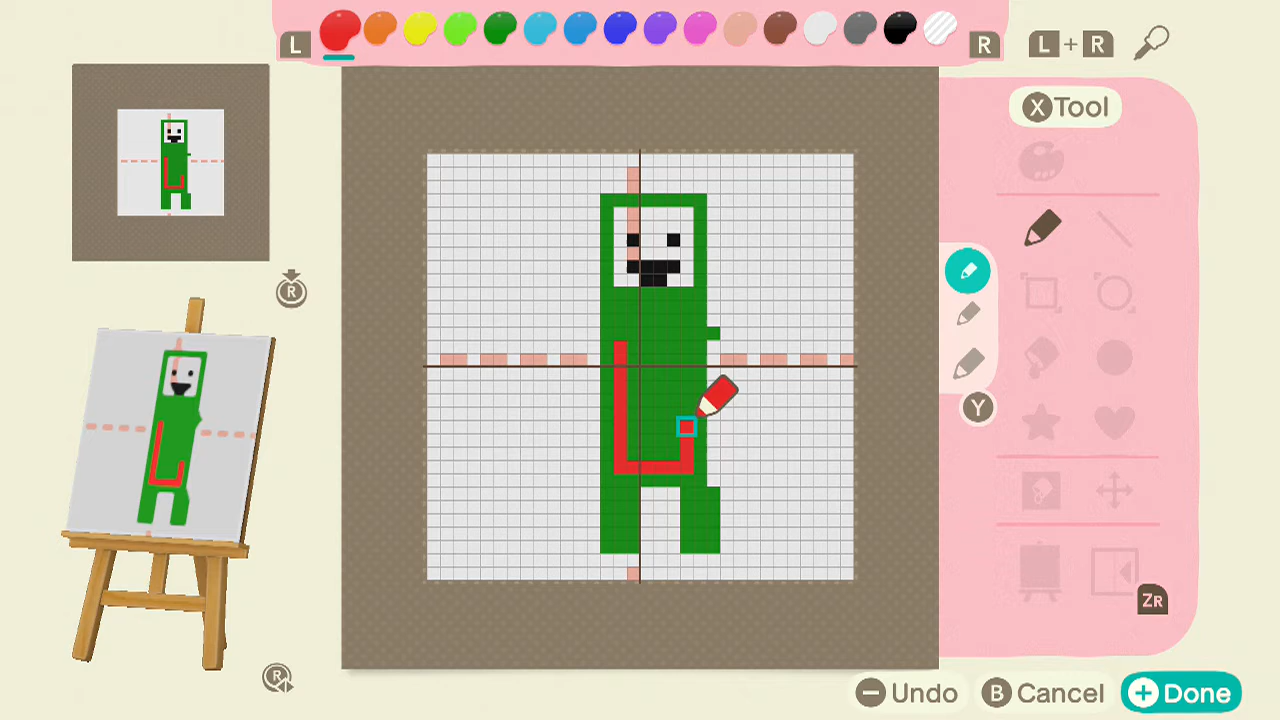 L
R
L + R
X Tool
R
Y
ZR
R
− Undo
B Cancel
+ Done